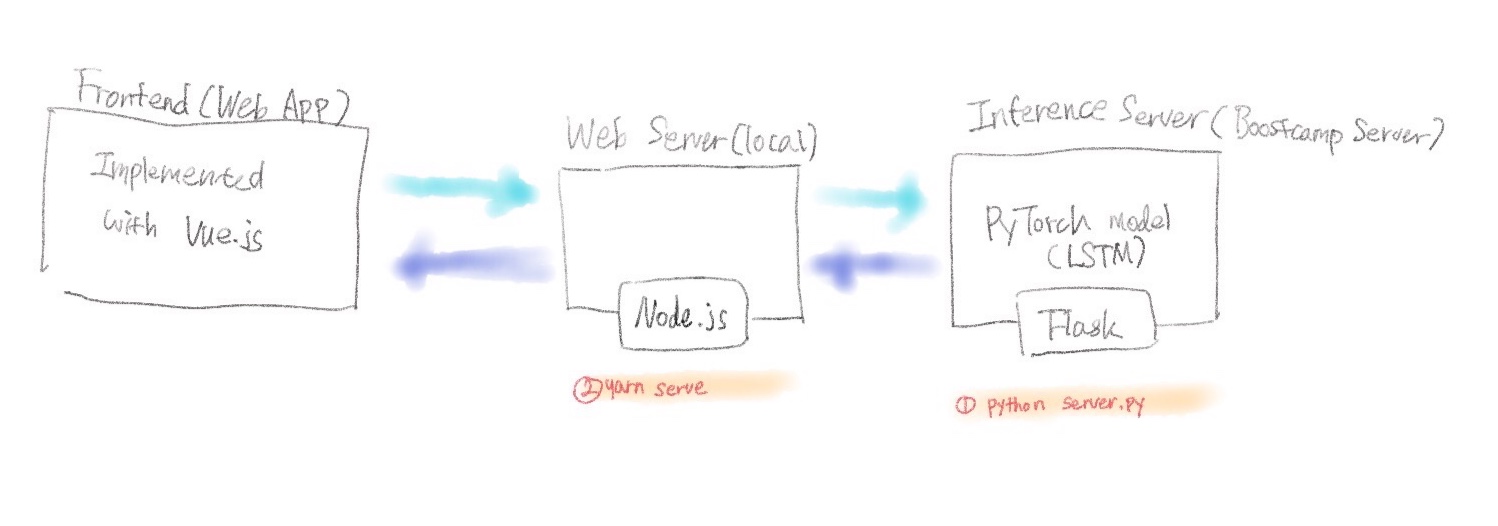 Frontend (Web App)
Implemented
with Vue.js
Web Server (local)
Node.js
② yarn serve
Inference Server (Boostcamp Server)
PyTorch model
(LSTM)
Flask
① python server.py